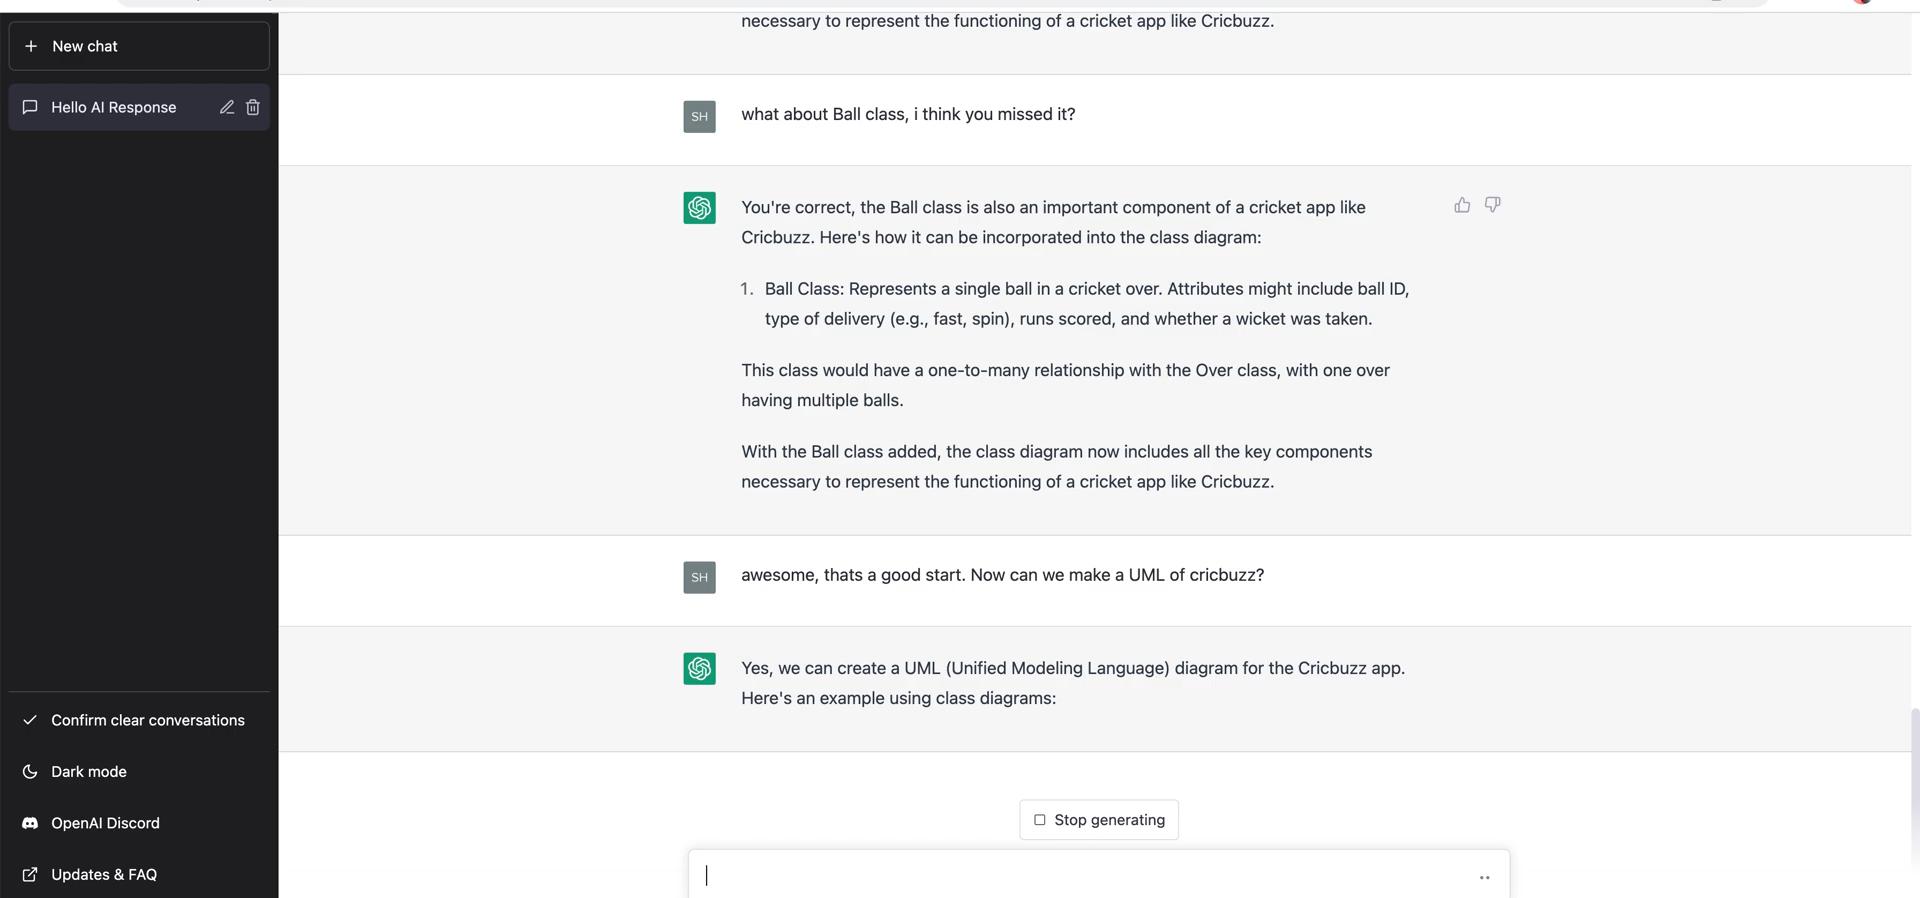 New chat
Hello AI Response
Confirm clear conversations
Dark mode
OpenAI Discord
Updates & FAQ
necessary to represent the functioning of a cricket app like Cricbuzz.
SH
what about Ball class, i think you missed it?
You're correct, the Ball class is also an important component of a cricket app like
Cricbuzz. Here's how it can be incorporated into the class diagram:
1. Ball Class: Represents a single ball in a cricket over. Attributes might include ball ID,
type of delivery (e.g., fast, spin), runs scored, and whether a wicket was taken.
This class would have a one-to-many relationship with the Over class, with one over
having multiple balls.
With the Ball class added, the class diagram now includes all the key components
necessary to represent the functioning of a cricket app like Cricbuzz.
SH
awesome, thats a good start. Now can we make a UML of cricbuzz?
Yes, we can create a UML (Unified Modeling Language) diagram for the Cricbuzz app.
Here's an example using class diagrams:
Stop generating